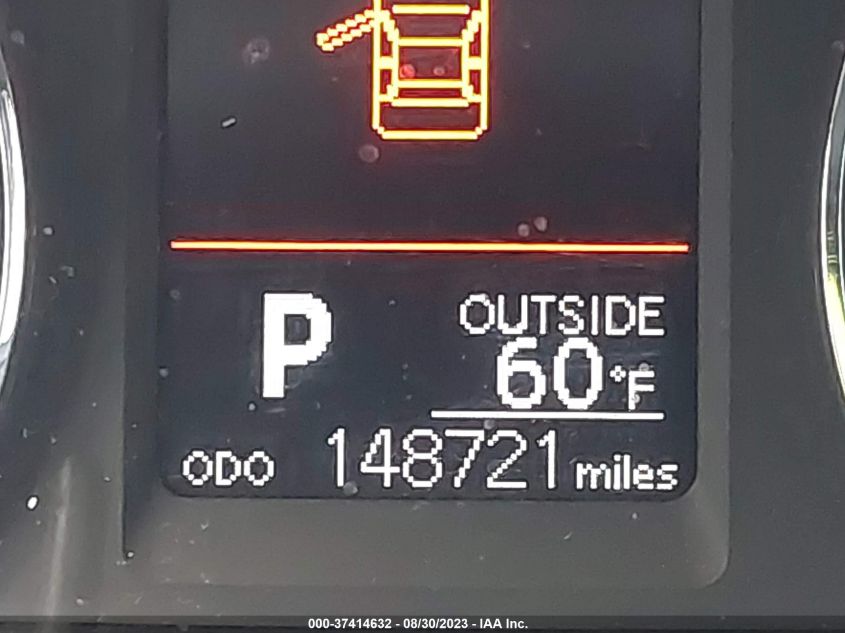 P
OUTSIDE
60°F
ODO 148721 miles
000-37414632 - 08/30/2023 - IAA Inc.